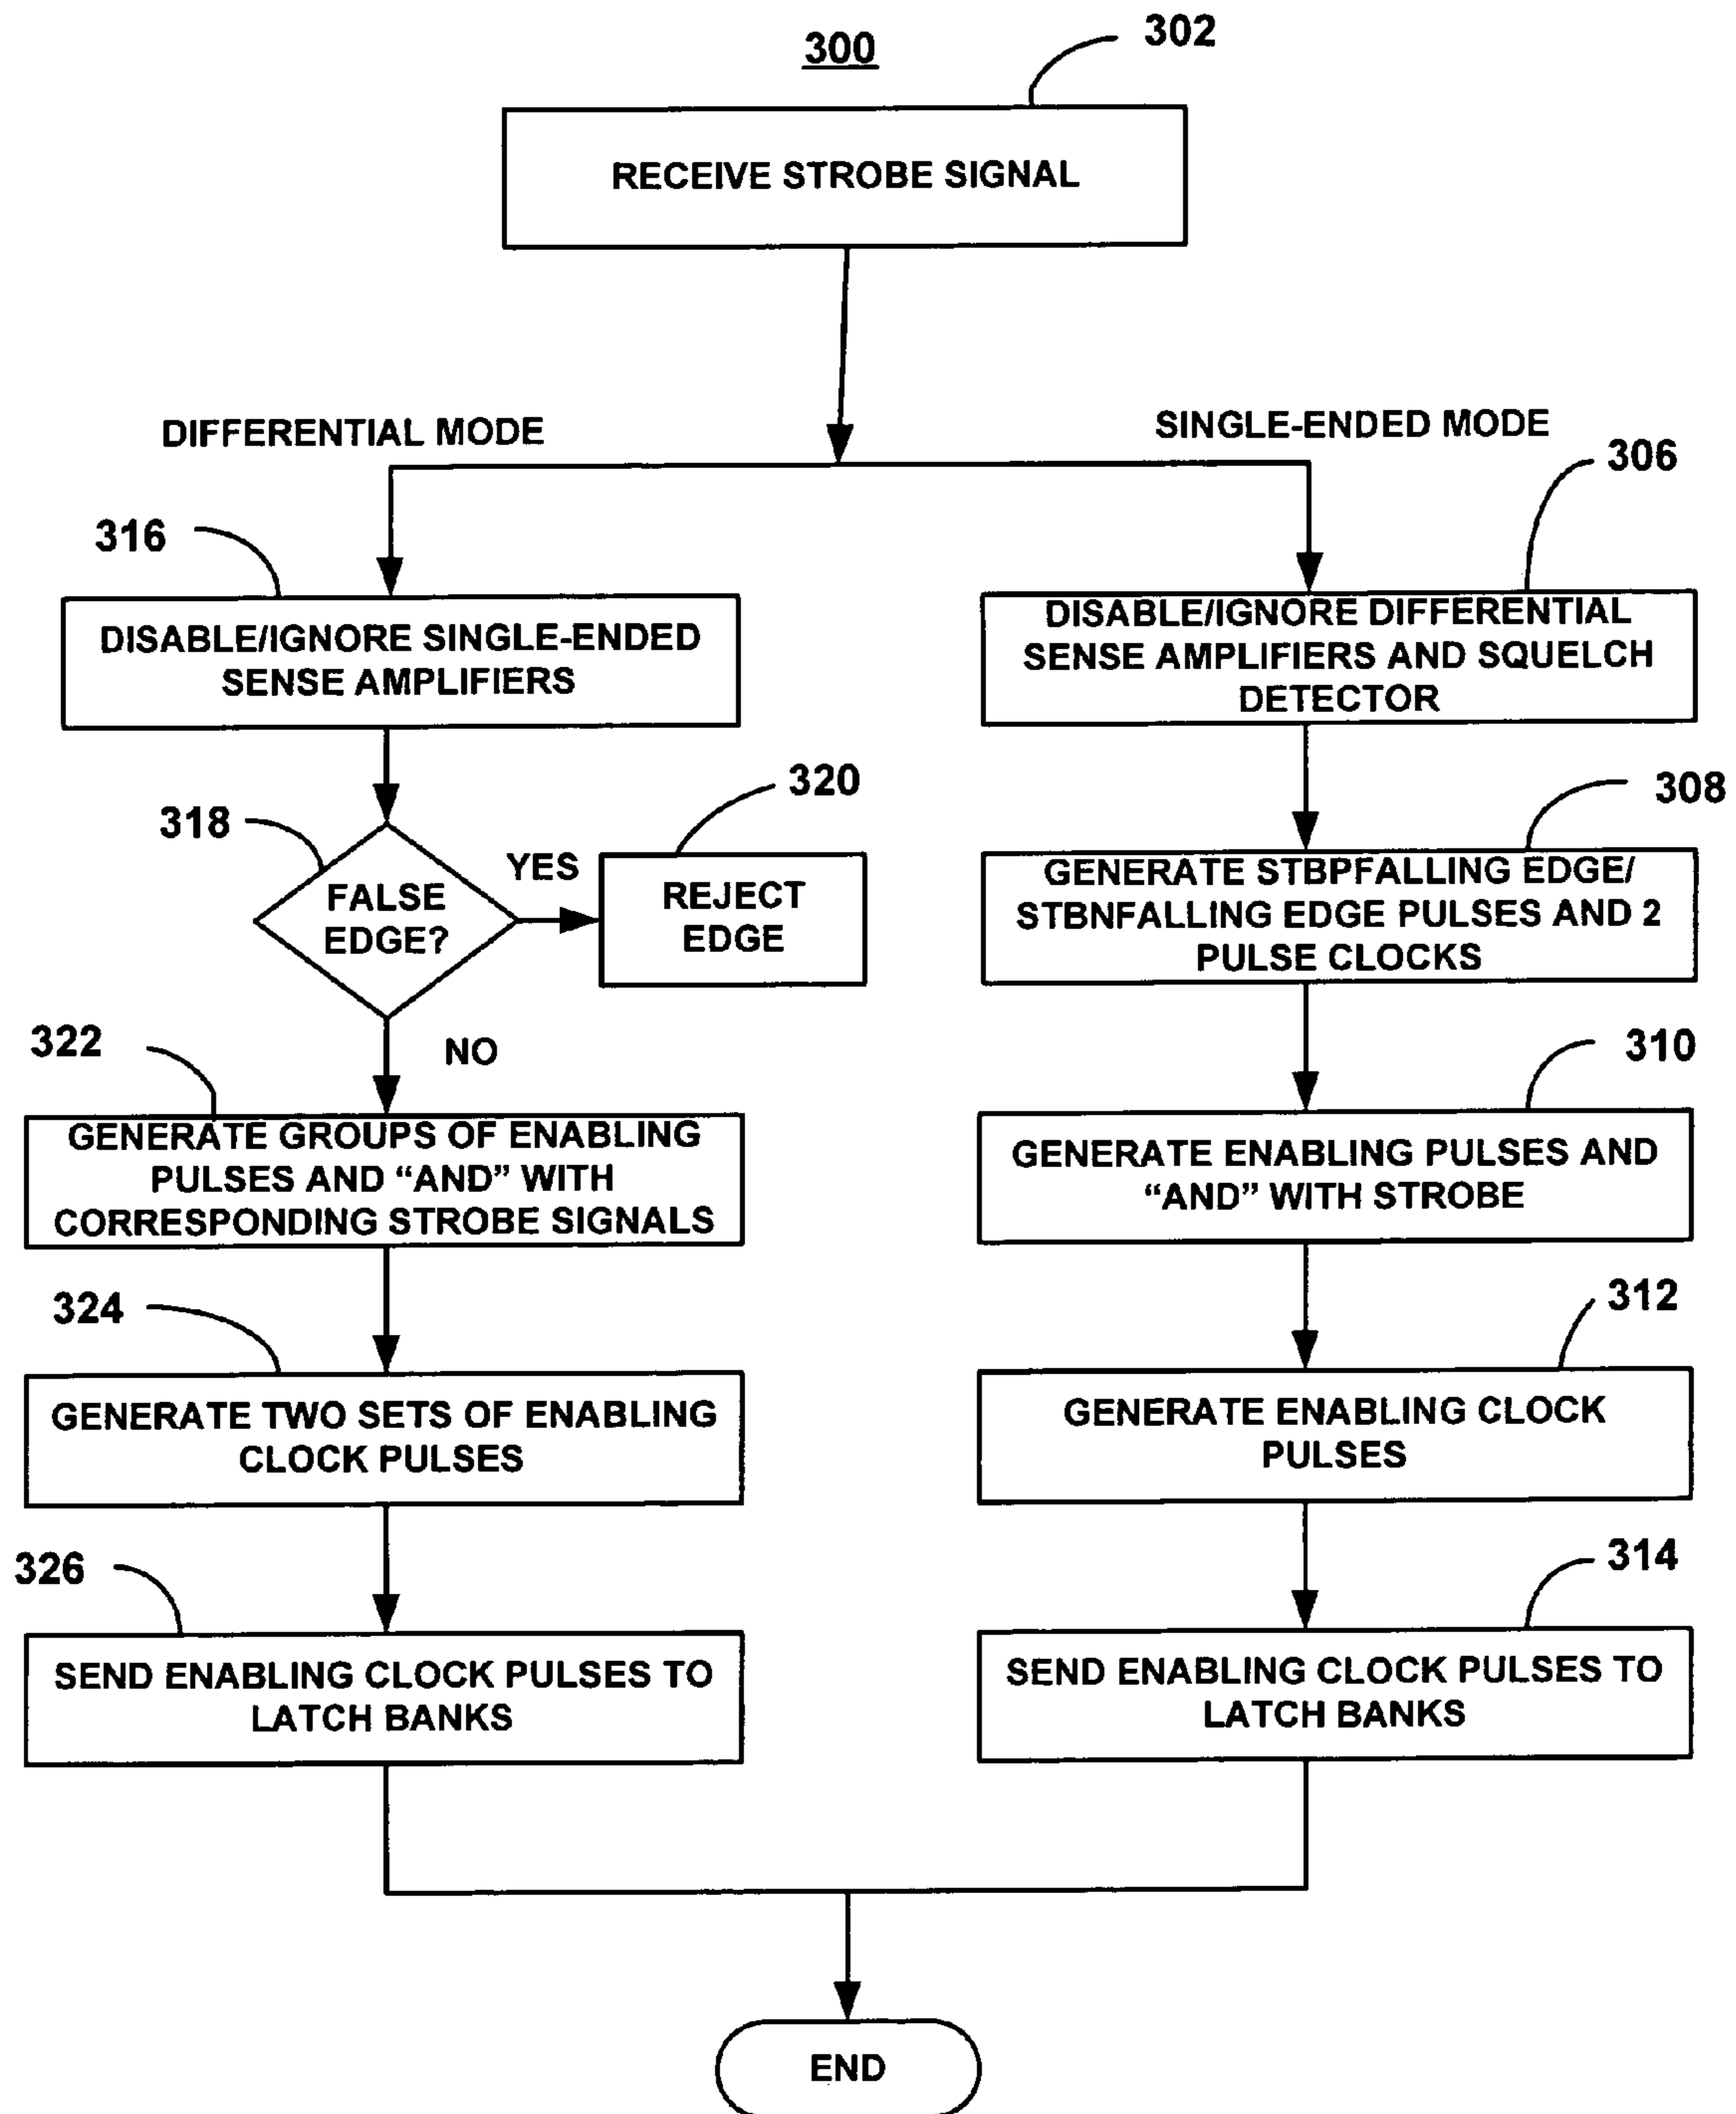 300
302
RECEIVE STROBE SIGNAL
DIFFERENTIAL MODE
SINGLE-ENDED MODE
316
DISABLE/IGNORE SINGLE-ENDED
SENSE AMPLIFIERS
318
FALSE
EDGE?
YES
320
REJECT
EDGE
NO
322
GENERATE GROUPS OF ENABLING
PULSES AND “AND” WITH
CORRESPONDING STROBE SIGNALS
324
GENERATE TWO SETS OF ENABLING
CLOCK PULSES
326
SEND ENABLING CLOCK PULSES TO
LATCH BANKS
306
DISABLE/IGNORE DIFFERENTIAL
SENSE AMPLIFIERS AND SQUELCH
DETECTOR
308
GENERATE STBPFALLING EDGE/
STBNFALLING EDGE PULSES AND 2
PULSE CLOCKS
310
GENERATE ENABLING PULSES AND
“AND” WITH STROBE
312
GENERATE ENABLING CLOCK
PULSES
314
SEND ENABLING CLOCK PULSES TO
LATCH BANKS
END